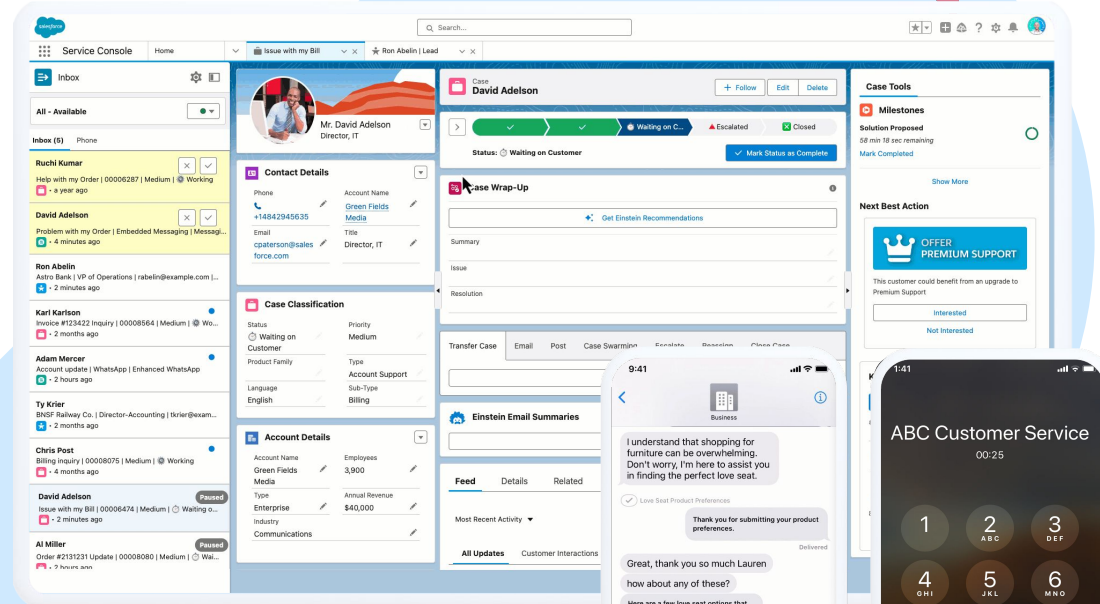 salesforce
Search...
Service Console
Home
Issue with my Bill
Ron Abelin | Lead
Inbox
All - Available
Inbox (5)
Phone
Ruchi Kumar
Help with my Order | 00006287 | Medium | Working
• a year ago
David Adelson
Problem with my Order | Embedded Messaging | Messagi...
• 4 minutes ago
Ron Abelin
Astro Bank | VP of Operations | rabelin@example.com |...
• 2 minutes ago
Karl Karlson
Invoice #123422 Inquiry | 00008564 | Medium | Wo...
• 2 months ago
Adam Mercer
Account update | WhatsApp | Enhanced WhatsApp
• 2 hours ago
Ty Krier
BNSF Railway Co. | Director-Accounting | tkrier@exam...
• 2 months ago
Chris Post
Billing inquiry | 00008075 | Medium | Working
• 4 months ago
David Adelson
Paused
Issue with my Bill | 00006474 | Medium | Waiting o...
• 2 minutes ago
Al Miller
Paused
Order #2131231 Update | 00008080 | Medium | Wai...
• 2 hours ago
Mr. David Adelson
Director, IT
Contact Details
Phone
Account Name
+14842945635
Green Fields
Media
Email
Title
cpaterson@sales
force.com
Director, IT
Case Classification
Status
Priority
Waiting on
Customer
Medium
Product Family
Type
Account Support
Language
Sub-Type
English
Billing
Account Details
Account Name
Employees
Green Fields
Media
3,900
Type
Annual Revenue
Enterprise
$40,000
Industry
Communications
Case
David Adelson
+ Follow
Edit
Delete
Waiting on C...
Escalated
Closed
Status: Waiting on Customer
Mark Status as Complete
Case Wrap-Up
Get Einstein Recommendations
Summary
Issue
Resolution
Transfer Case
Email
Post
Case Swarming
Escalate
Reassign
Close Case
Einstein Email Summaries
Feed
Details
Related
Most Recent Activity
All Updates
Customer Interactions
Case Tools
Milestones
Solution Proposed
58 min 18 sec remaining
Mark Completed
Show More
Next Best Action
OFFER
PREMIUM SUPPORT
This customer could benefit from an upgrade to
Premium Support
Interested
Not Interested
9:41
Business
I understand that shopping for
furniture can be overwhelming.
Don't worry, I'm here to assist you
in finding the perfect love seat.
Love Seat Product Preferences
Thank you for submitting your product
preferences.
Delivered
Great, thank you so much Lauren
how about any of these?
Here are a few love seat options that
1:41
ABC Customer Service
00:25
1
2
ABC
3
DEF
4
GHI
5
JKL
6
MNO